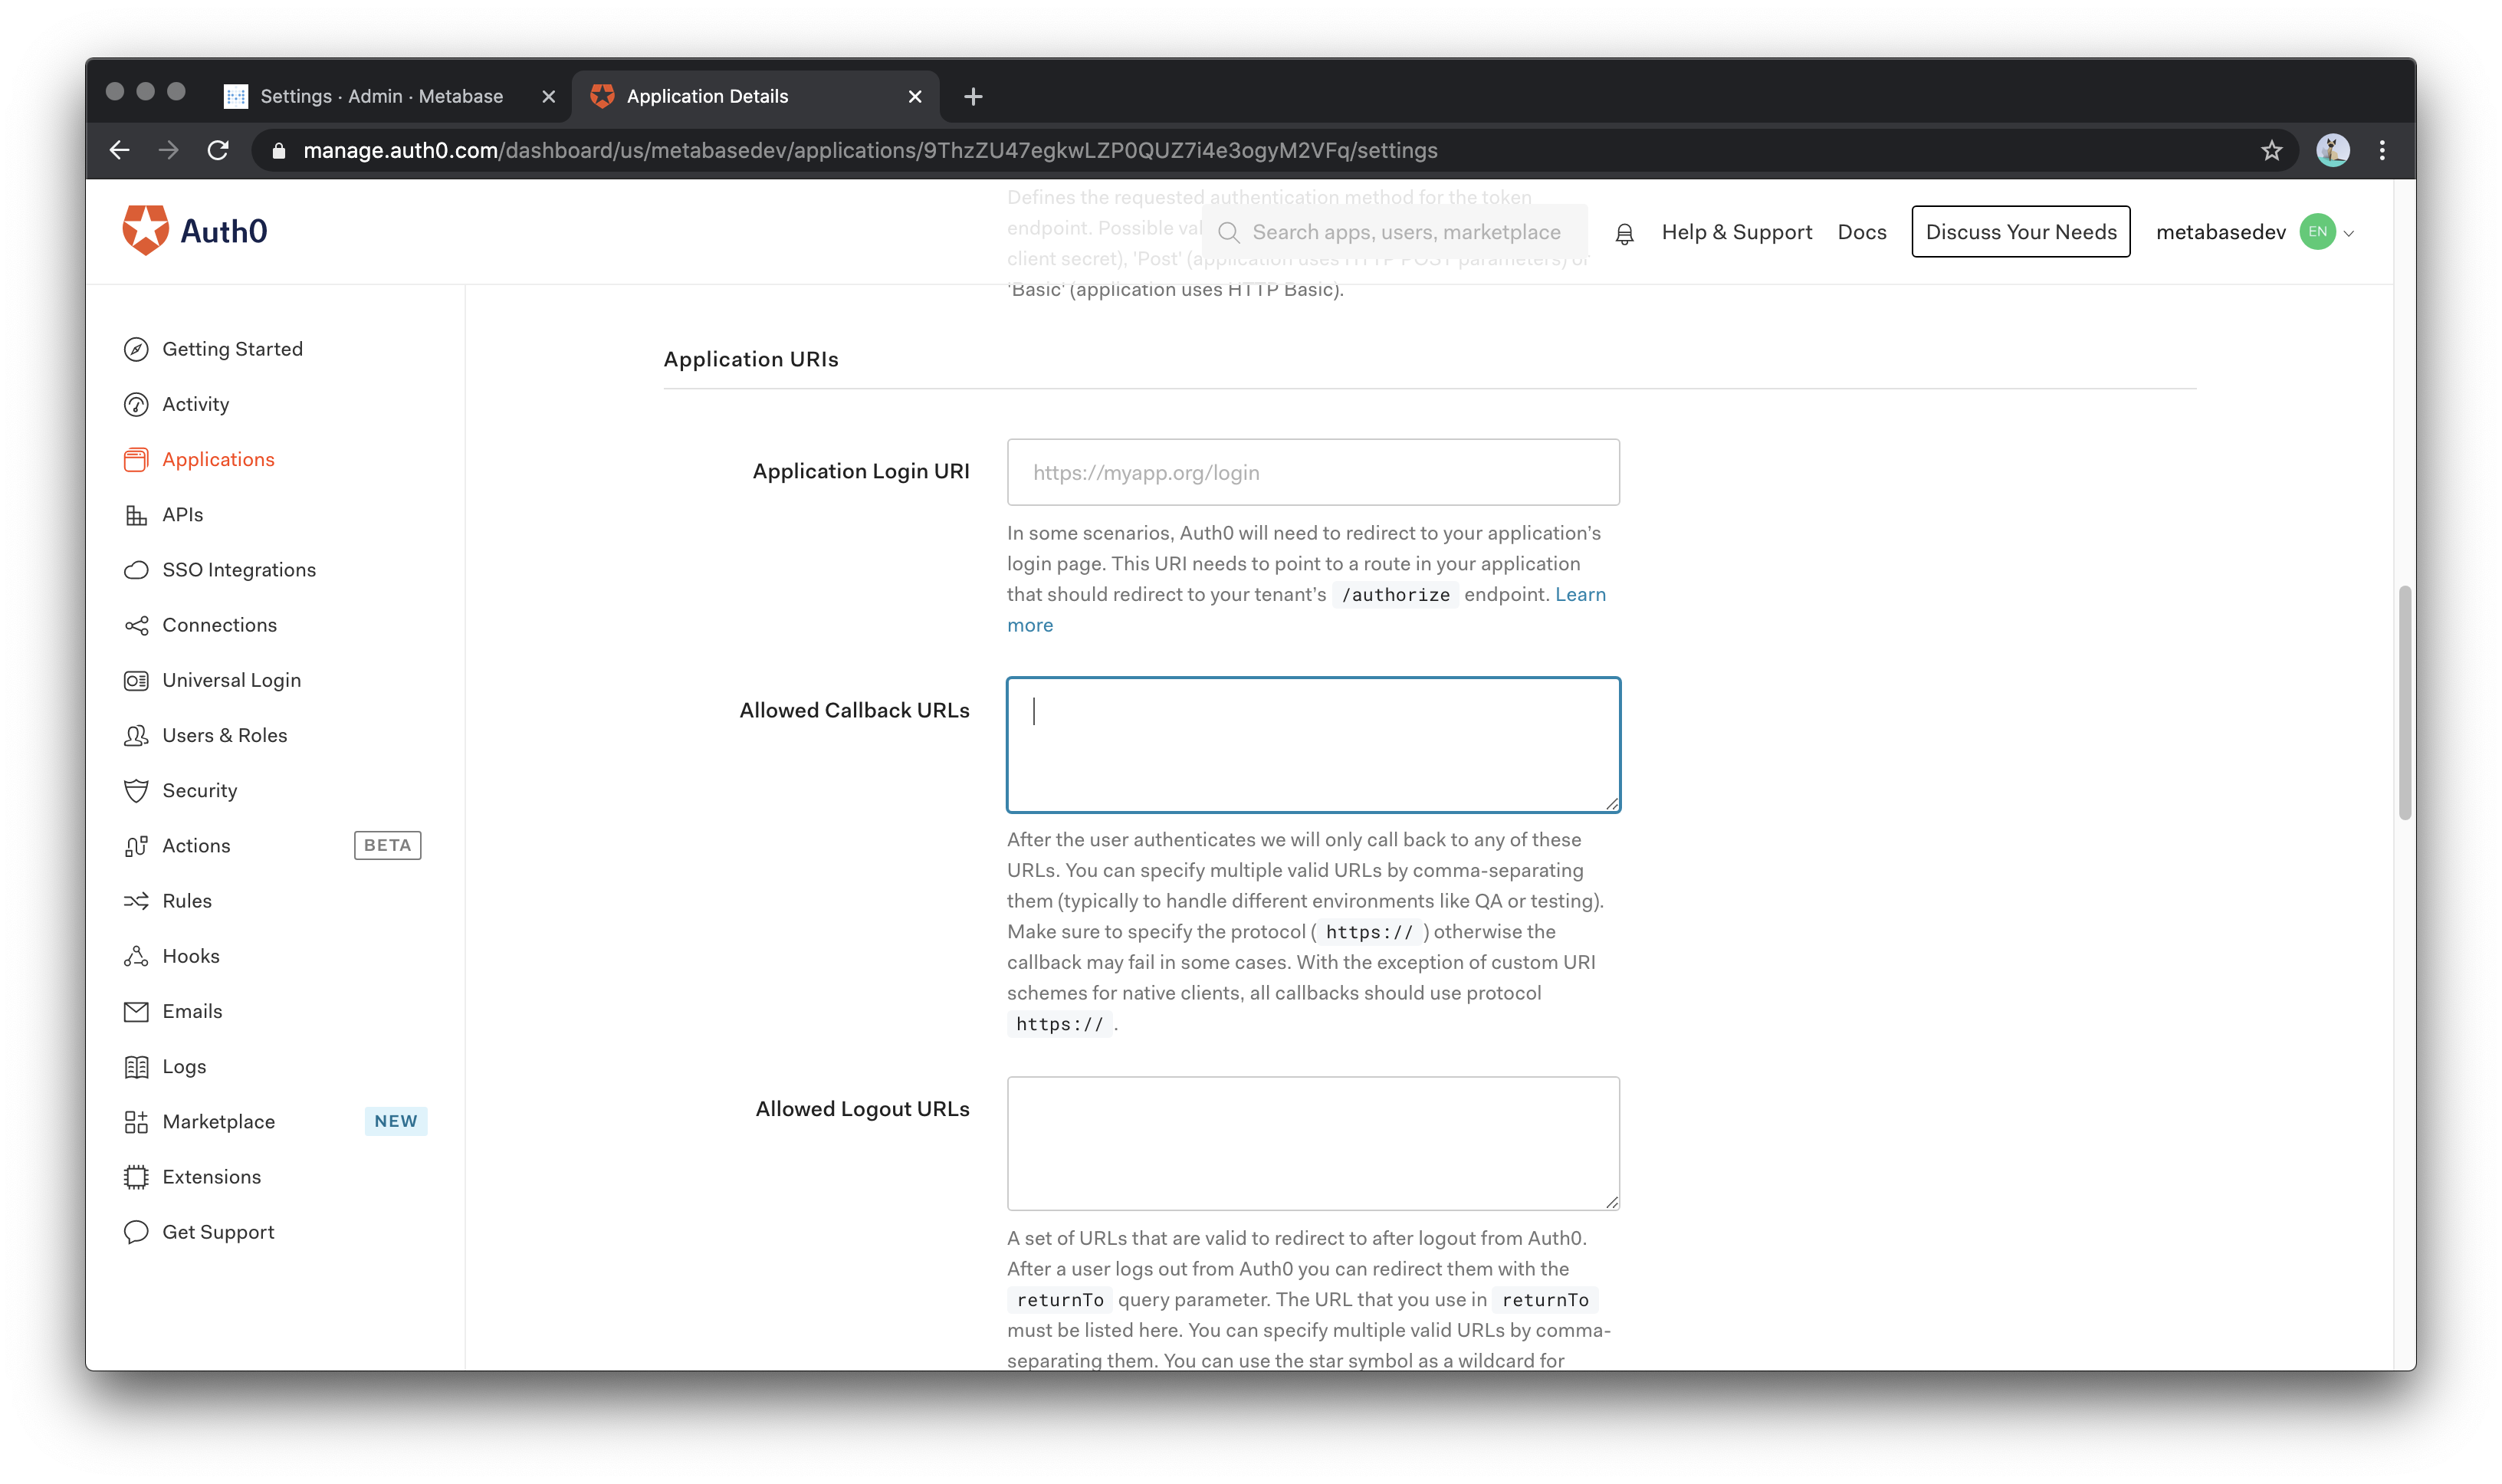 Settings · Admin · Metabase
Application Details
manage.auth0.com/dashboard/us/metabasedev/applications/9ThzZU47egkwLZP0QUZ7i4e3ogyM2VFq/settings
Auth0
Search apps, users, marketplace
Help & Support
Docs
Discuss Your Needs
metabasedev
EN
Defines the requested authentication method for the token
endpoint. Possible val
client secret), 'Post' (application uses HTTP POST parameters) or
'Basic' (application uses HTTP Basic).
Getting Started
Activity
Applications
APIs
SSO Integrations
Connections
Universal Login
Users & Roles
Security
Actions BETA
Rules
Hooks
Emails
Logs
Marketplace NEW
Extensions
Get Support
Application URIs
Application Login URI
https://myapp.org/login
In some scenarios, Auth0 will need to redirect to your application’s
login page. This URI needs to point to a route in your application
that should redirect to your tenant’s /authorize endpoint. Learn
more
Allowed Callback URLs
After the user authenticates we will only call back to any of these
URLs. You can specify multiple valid URLs by comma-separating
them (typically to handle different environments like QA or testing).
Make sure to specify the protocol ( https:// ) otherwise the
callback may fail in some cases. With the exception of custom URI
schemes for native clients, all callbacks should use protocol
https:// .
Allowed Logout URLs
A set of URLs that are valid to redirect to after logout from Auth0.
After a user logs out from Auth0 you can redirect them with the
returnTo query parameter. The URL that you use in returnTo
must be listed here. You can specify multiple valid URLs by comma-
separating them. You can use the star symbol as a wildcard for